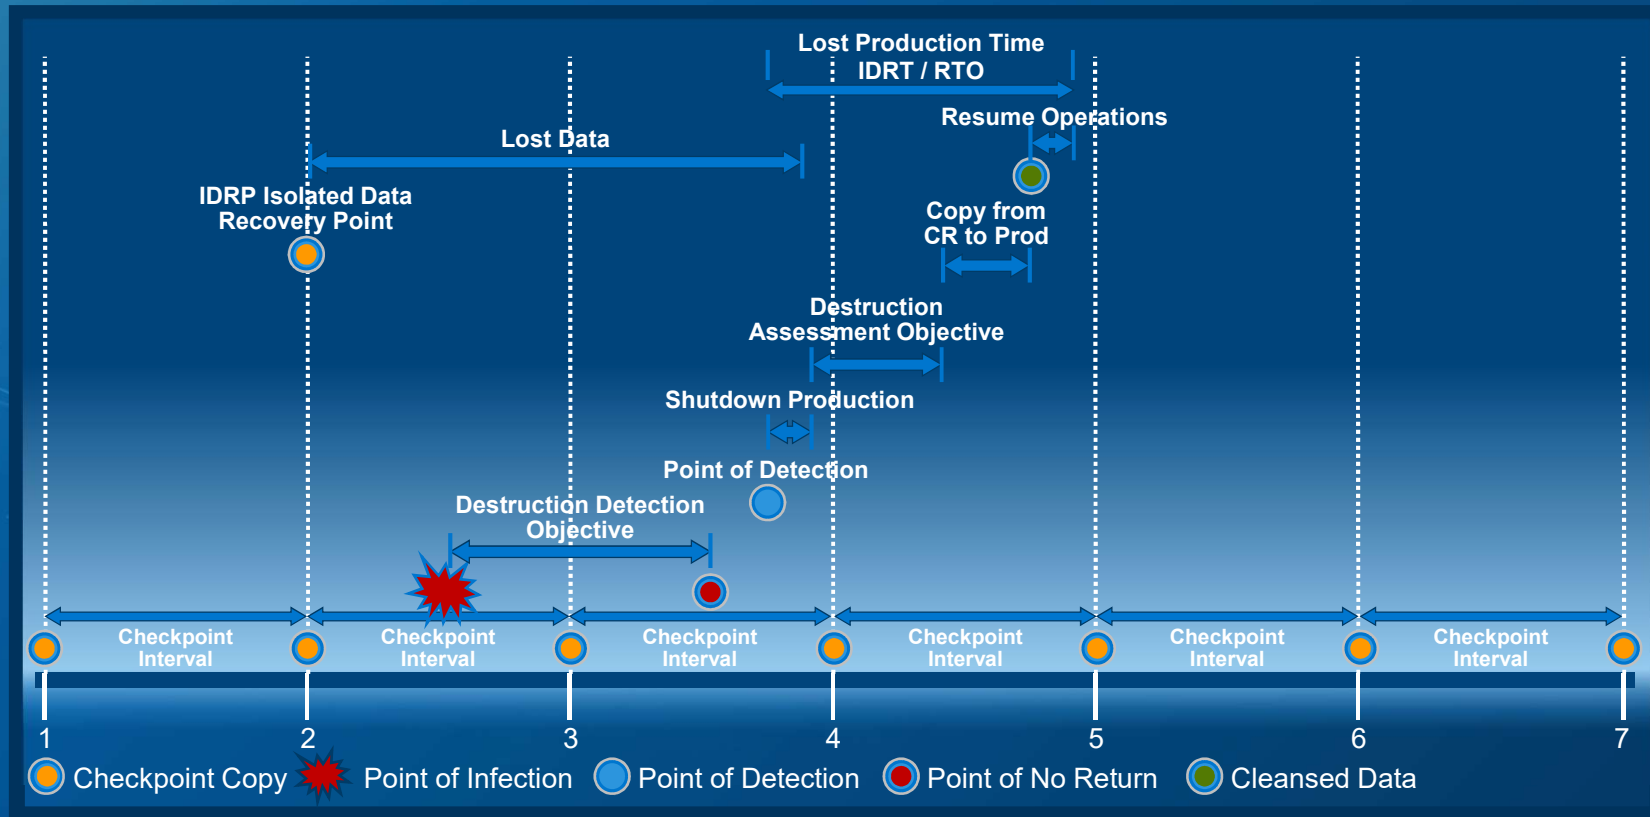 Lost Production Time
IDRT / RTO
Resume Operations
Lost Data
IDRP Isolated Data
Recovery Point
Copy from
CR to Prod
Destruction
Assessment Objective
Shutdown Production
Point of Detection
Destruction Detection
Objective
Checkpoint
Interval
Checkpoint
Interval
Checkpoint
Interval
Checkpoint
Interval
Checkpoint
Interval
Checkpoint
Interval
1 2 3 4 5 6 7
Checkpoint Copy Point of Infection Point of Detection Point of No Return Cleansed Data